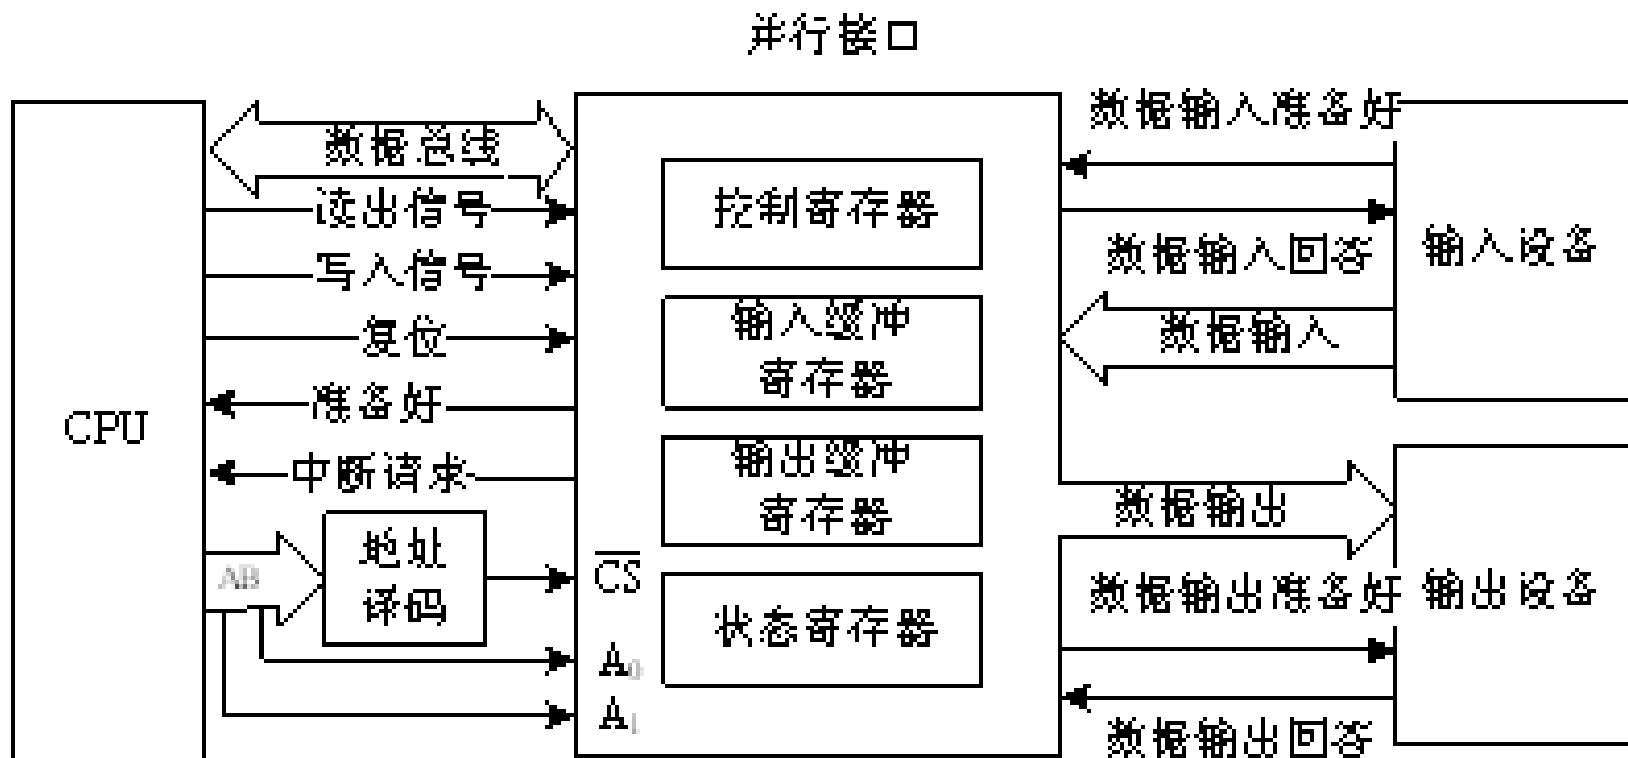 并行接口
数据总线
读出信号
写入信号
复位
准备好
中断请求
CPU
AB
地址
译码
CS
A0
A1
控制寄存器
输入缓冲
寄存器
输出缓冲
寄存器
状态寄存器
数据输入准备好
数据输入回答
数据输入
输入设备
数据输出
数据输出准备好
输出设备
数据输出回答